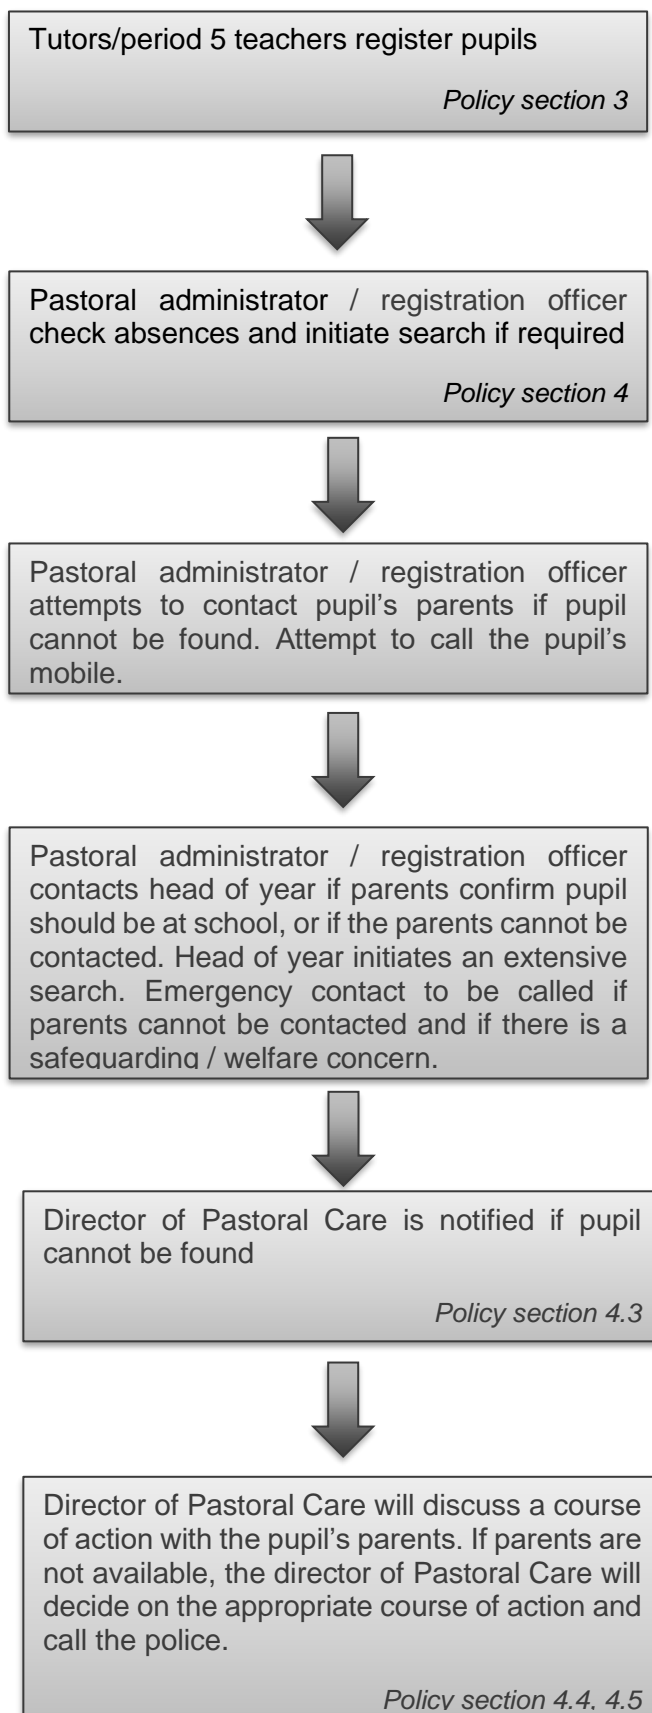 Tutors/period 5 teachers register pupils
Policy section 3
Pastoral administrator / registration officer
check absences and initiate search if required
Policy section 4
Pastoral administrator / registration officer
attempts to contact pupil's parents if pupil
cannot be found. Attempt to call the pupil's
mobile.
Pastoral administrator / registration officer
contacts head of year if parents confirm pupil
should be at school, or if the parents cannot be
contacted. Head of year initiates an extensive
search. Emergency contact to be called if
parents cannot be contacted and if there is a
safeguarding / welfare concern.
Director of Pastoral Care is notified if pupil
cannot be found
Policy section 4.3
Director of Pastoral Care will discuss a course
of action with the pupil's parents. If parents are
not available, the director of Pastoral Care will
decide on the appropriate course of action and
call the police.
Policy section 4.4, 4.5